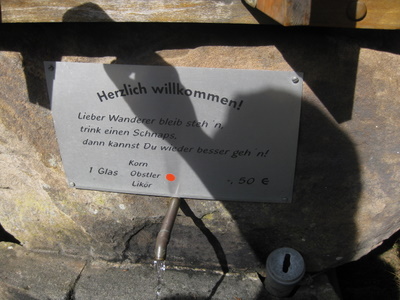 Herzlich willkommen!
Lieber Wanderer bleib steh´n,
trink einen Schnaps,
dann kannst Du wieder besser geh´n!
Korn
1 Glas Obstler -, 50 €
Likör